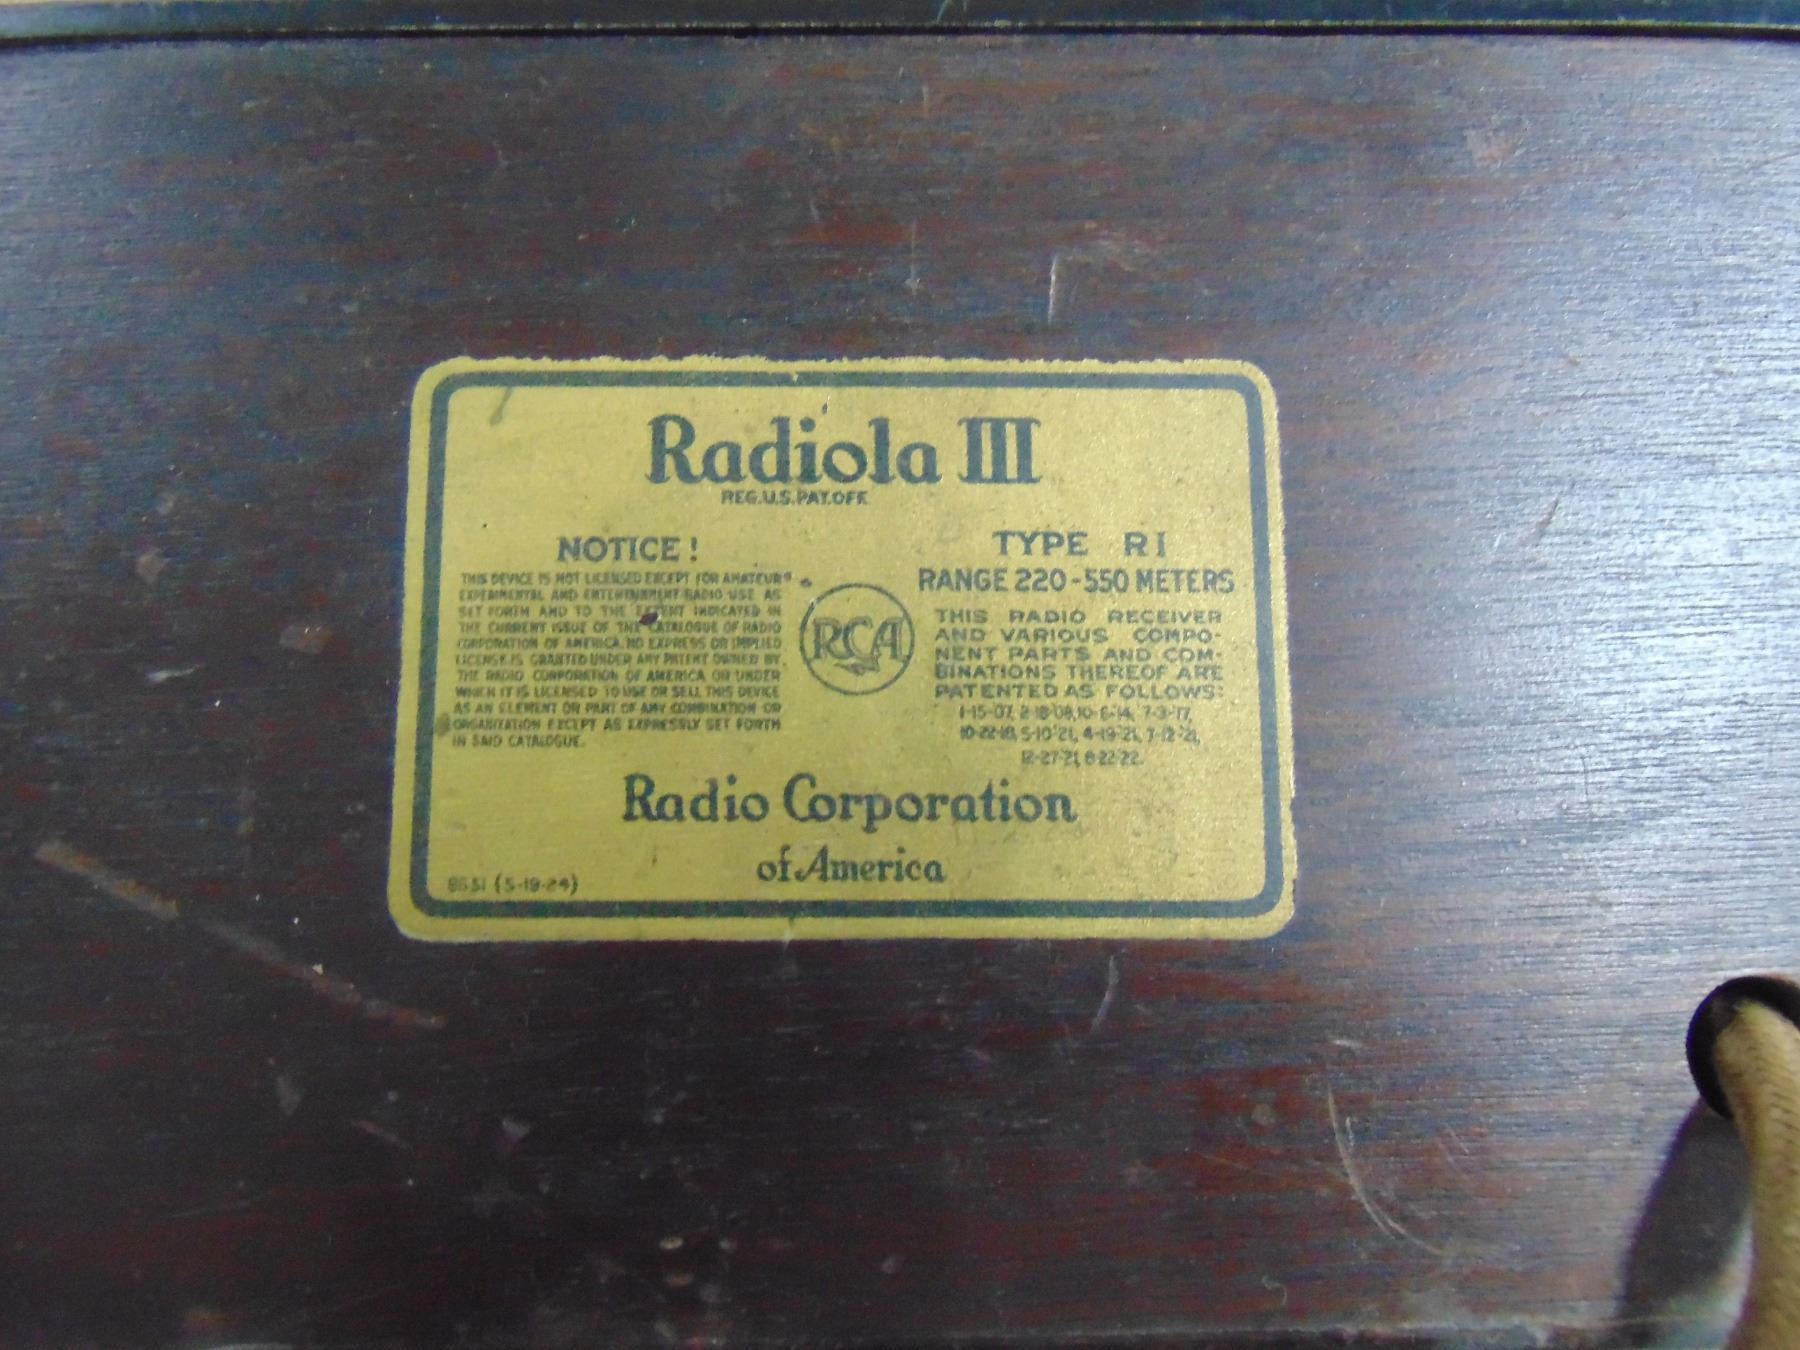 Radiola III
REG.U.S.PAT.OFF.
NOTICE!
THIS DEVICE IS NOT LICENSED EXCEPT FOR AMATEUR
EXPERIMENTAL AND ENTERTAINMENT RADIO USE AS
SET FORTH AND TO THE EXTENT INDICATED IN
THE CURRENT ISSUE OF THE CATALOGUE OF RADIO
CORPORATION OF AMERICA. NO EXPRESS OR IMPLIED
LICENSE IS GRANTED UNDER ANY PATENT OWNED BY
THE RADIO CORPORATION OF AMERICA OR UNDER
WHICH IT IS LICENSED TO USE OR SELL THIS DEVICE
AS AN ELEMENT OR PART OF ANY COMBINATION OR
ORGANIZATION EXCEPT AS EXPRESSLY SET FORTH
IN SAID CATALOGUE.
RCA
TYPE RI
RANGE 220-550 METERS
THIS RADIO RECEIVER
AND VARIOUS COMPO-
NENT PARTS AND COM-
BINATIONS THEREOF ARE
PATENTED AS FOLLOWS:
1-15-07, 2-18-08, 10-6-14, 7-3-17,
10-22-18, 5-10-21, 4-19-21, 7-12-21,
12-27-21, 8-22-22.
Radio Corporation
of America
(5-19-24)